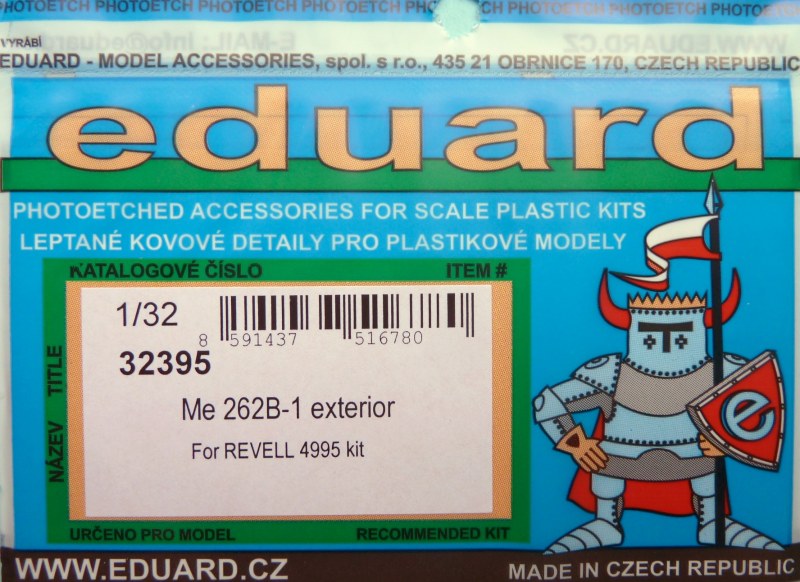 PHOTOETCH PHOTOETCH PHOTOETCH PHOTOETCH PHOTOETCH PHOTOETCH PHOTOETCH
VYRÁBÍ
EDUARD - MODEL ACCESSORIES, spol. s r.o., 435 21 OBRNICE 170, CZECH REPUBLIC
eduard
PHOTOETCHED ACCESSORIES FOR SCALE PLASTIC KITS
LEPTANÉ KOVOVÉ DETAILY PRO PLASTIKOVÉ MODELY
KATALOGOVÉ ČÍSLO ITEM #
1/32
8 591437 516780
32395
NÁZEV TITLE
Me 262B-1 exterior
For REVELL 4995 kit
e
URČENO PRO MODEL RECOMMENDED KIT
WWW.EDUARD.CZ MADE IN CZECH REPUBLIC